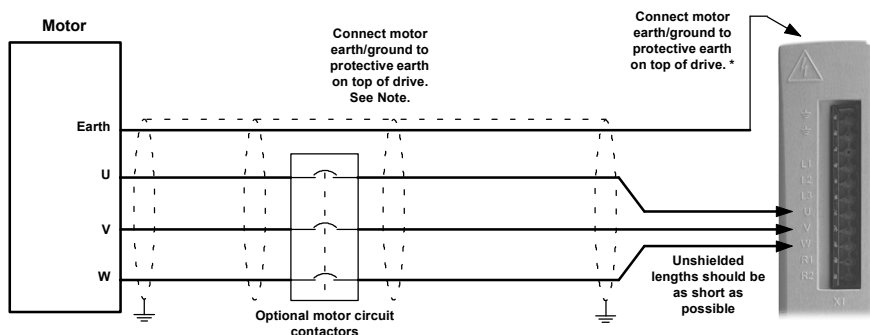 Motor
Earth
U
V
W
Connect motor
earth/ground to
protective earth
on top of drive.
See Note.
Optional motor circuit
contactors
Connect motor
earth/ground to
protective earth
on top of drive. *
Unshielded
lengths should be
as short as
possible
L1
L2
L3
U
V
W
R1
R2
X1